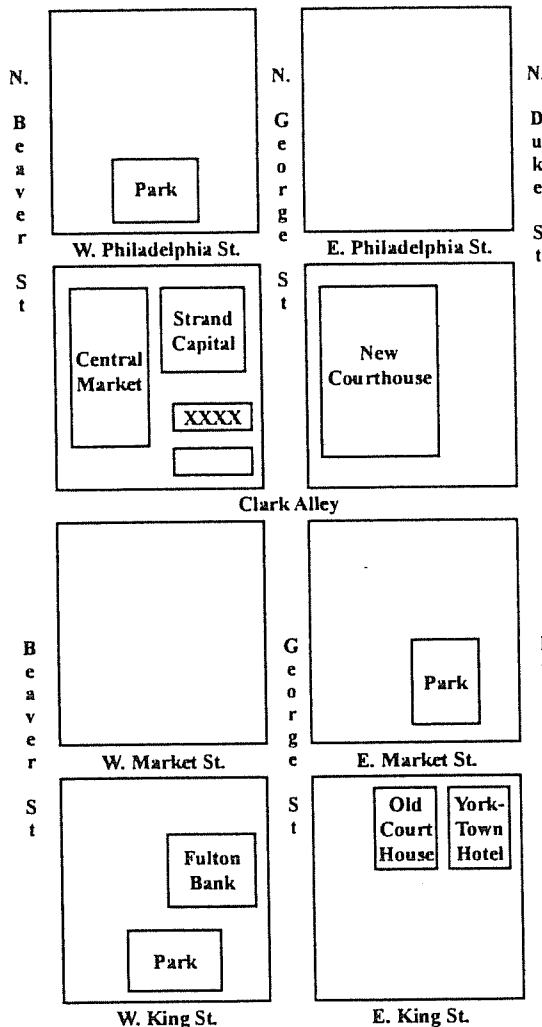 N. Beaver St
N. George St
N. Duke St
Park
W. Philadelphia St.
E. Philadelphia St.
Central
Market
Strand
Capital
XXXX
New
Courthouse
Clark Alley
Beaver St
George St
Park
W. Market St.
E. Market St.
Fulton
Bank
Park
Old
Court
House
York-
Town
Hotel
W. King St.
E. King St.